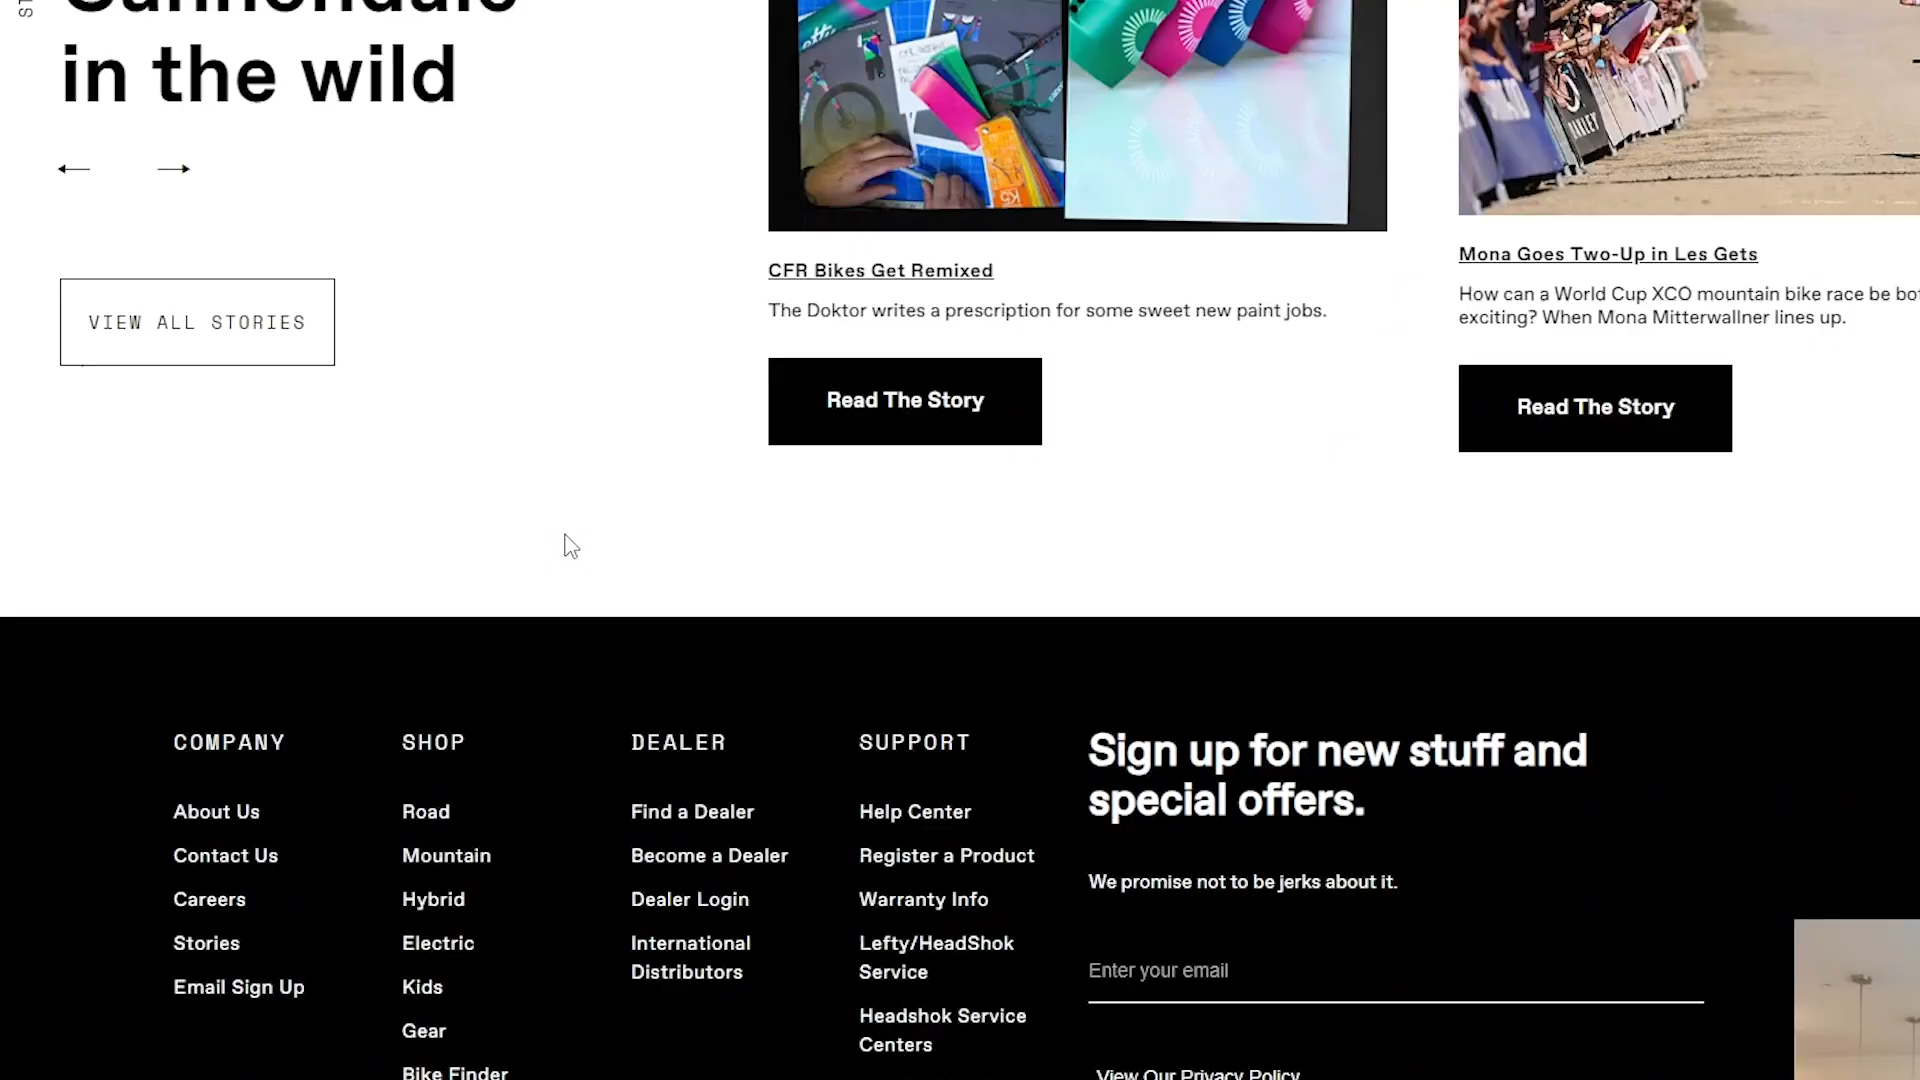 Cannondale
in the wild
VIEW ALL STORIES
OAKLEY
CFR Bikes Get Remixed
The Doktor writes a prescription for some sweet new paint jobs.
Read The Story
Mona Goes Two-Up in Les Gets
How can a World Cup XCO mountain bike race be
exciting? When Mona Mitterwallner lines up.
Read The Story
COMPANY
About Us
Contact Us
Careers
Stories
Email Sign Up
SHOP
Road
Mountain
Hybrid
Electric
Kids
Gear
Bike Finder
DEALER
Find a Dealer
Become a Dealer
Dealer Login
International
Distributors
SUPPORT
Help Center
Register a Product
Warranty Info
Lefty/HeadShok
Service
Headshok Service
Centers
Sign up for new stuff and
special offers.
We promise not to be jerks about it.
Enter your email
View Our Privacy Policy